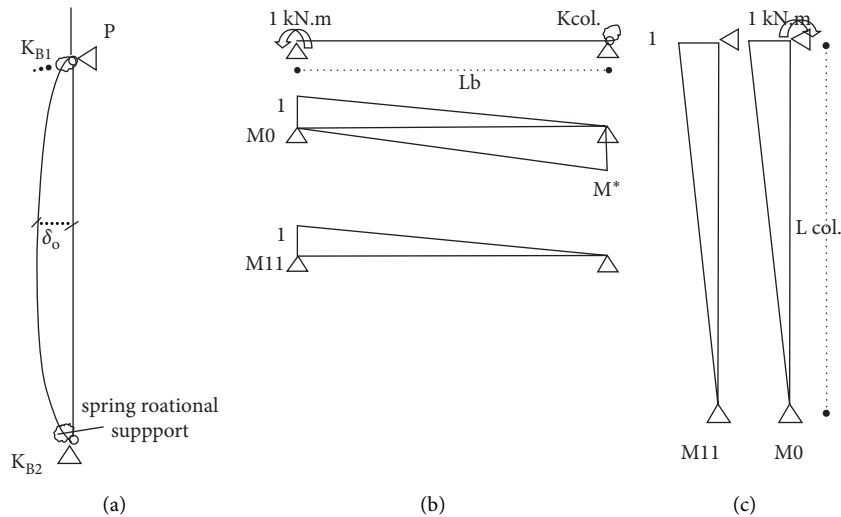 K_B1
P
δ_o
spring roational
suppport
K_B2
(a)
1 kN.m
Kcol.
Lb
1
M0
M*
1
M11
(b)
1
1 kN.m
L col.
M11
M0
(c)